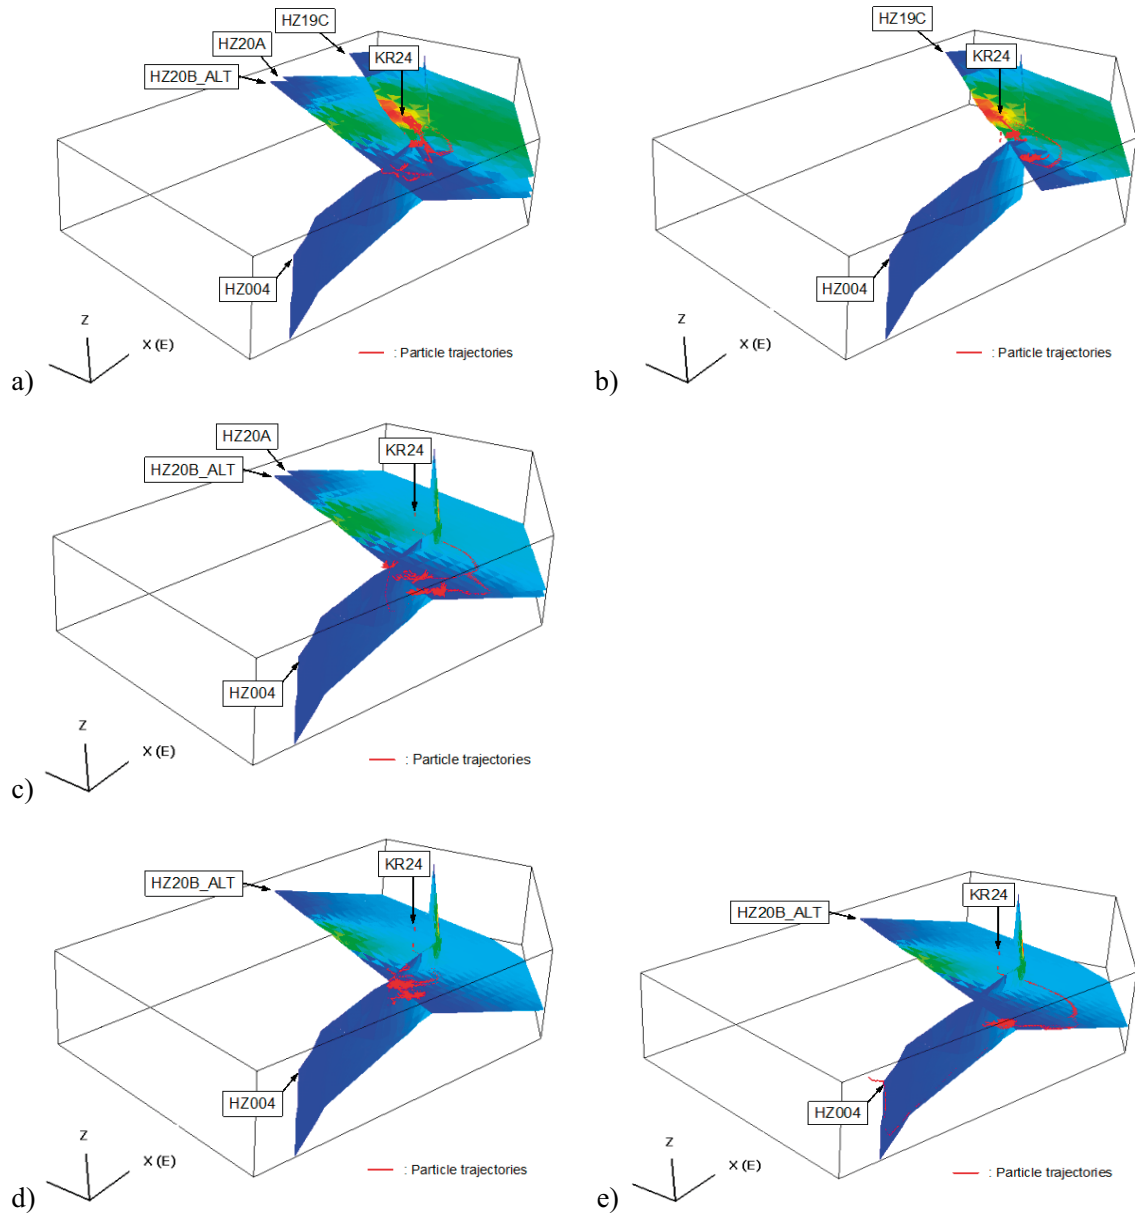 HZ19C
HZ20A
KR24
HZ20B_ALT
HZ004
Z
X (E)
: Particle trajectories
a)
HZ19C
KR24
HZ004
Z
X (E)
: Particle trajectories
b)
HZ20A
KR24
HZ20B_ALT
HZ004
Z
X (E)
: Particle trajectories
c)
KR24
HZ20B_ALT
HZ004
Z
X (E)
: Particle trajectories
d)
KR24
HZ20B_ALT
HZ004
Z
X (E)
: Particle trajectories
e)